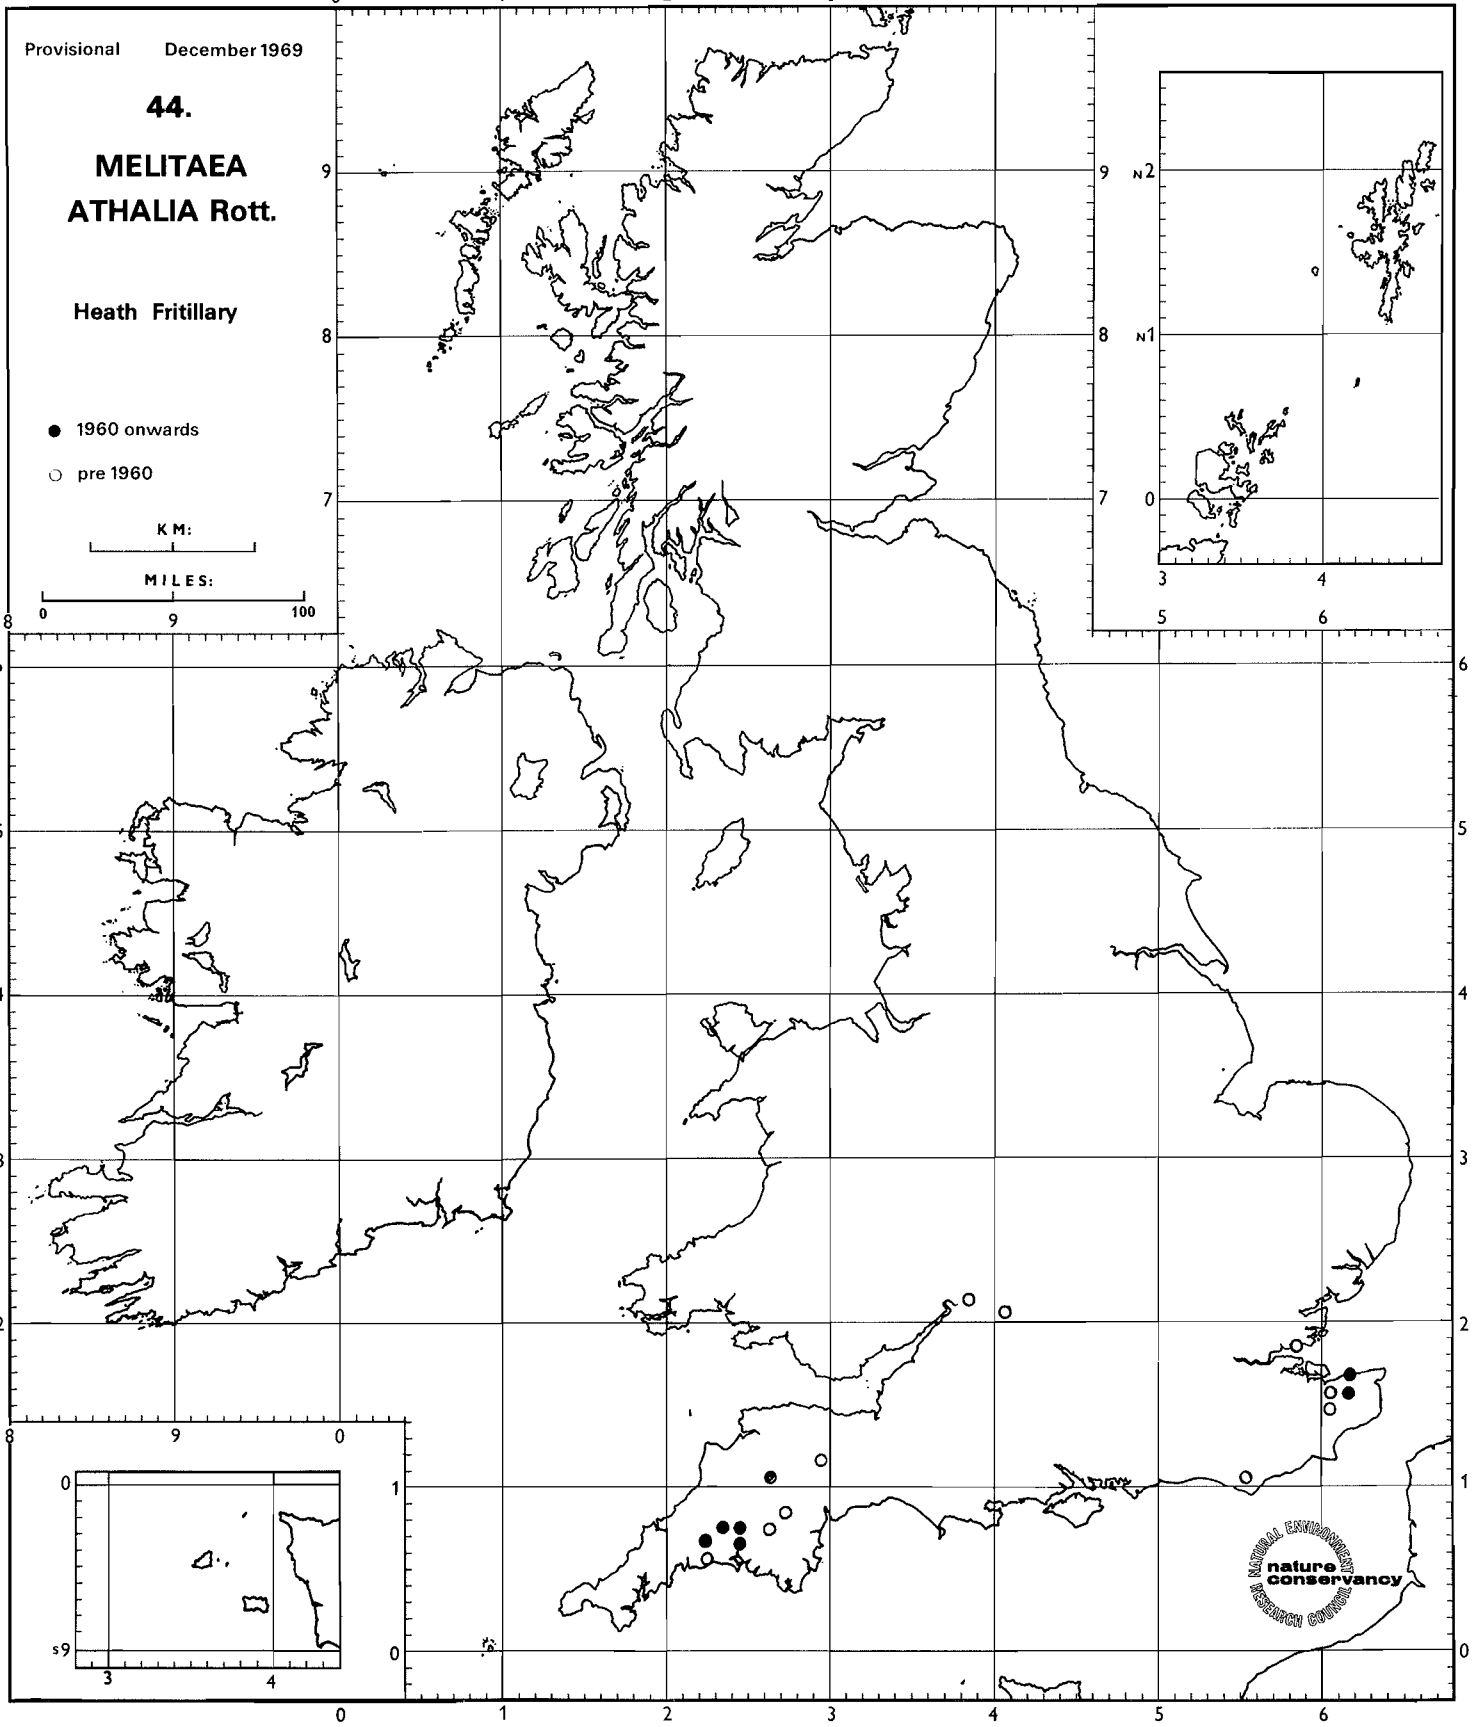 Provisional December 1969
44.
MELITAEA
ATHALIA Rott.
Heath Fritillary
● 1960 onwards
○ pre 1960
KM:
MILES:
0 100
8 9
9
8
7
9 N2
8 N1
7 0
3 4
5 6
6
5
4
3
2
1
0
8 9 0
0
S9
3 4
1
0
0 1 2 3 4 5 6
NATURAL ENVIRONMENT
nature
conservancy
RESEARCH COUNCIL